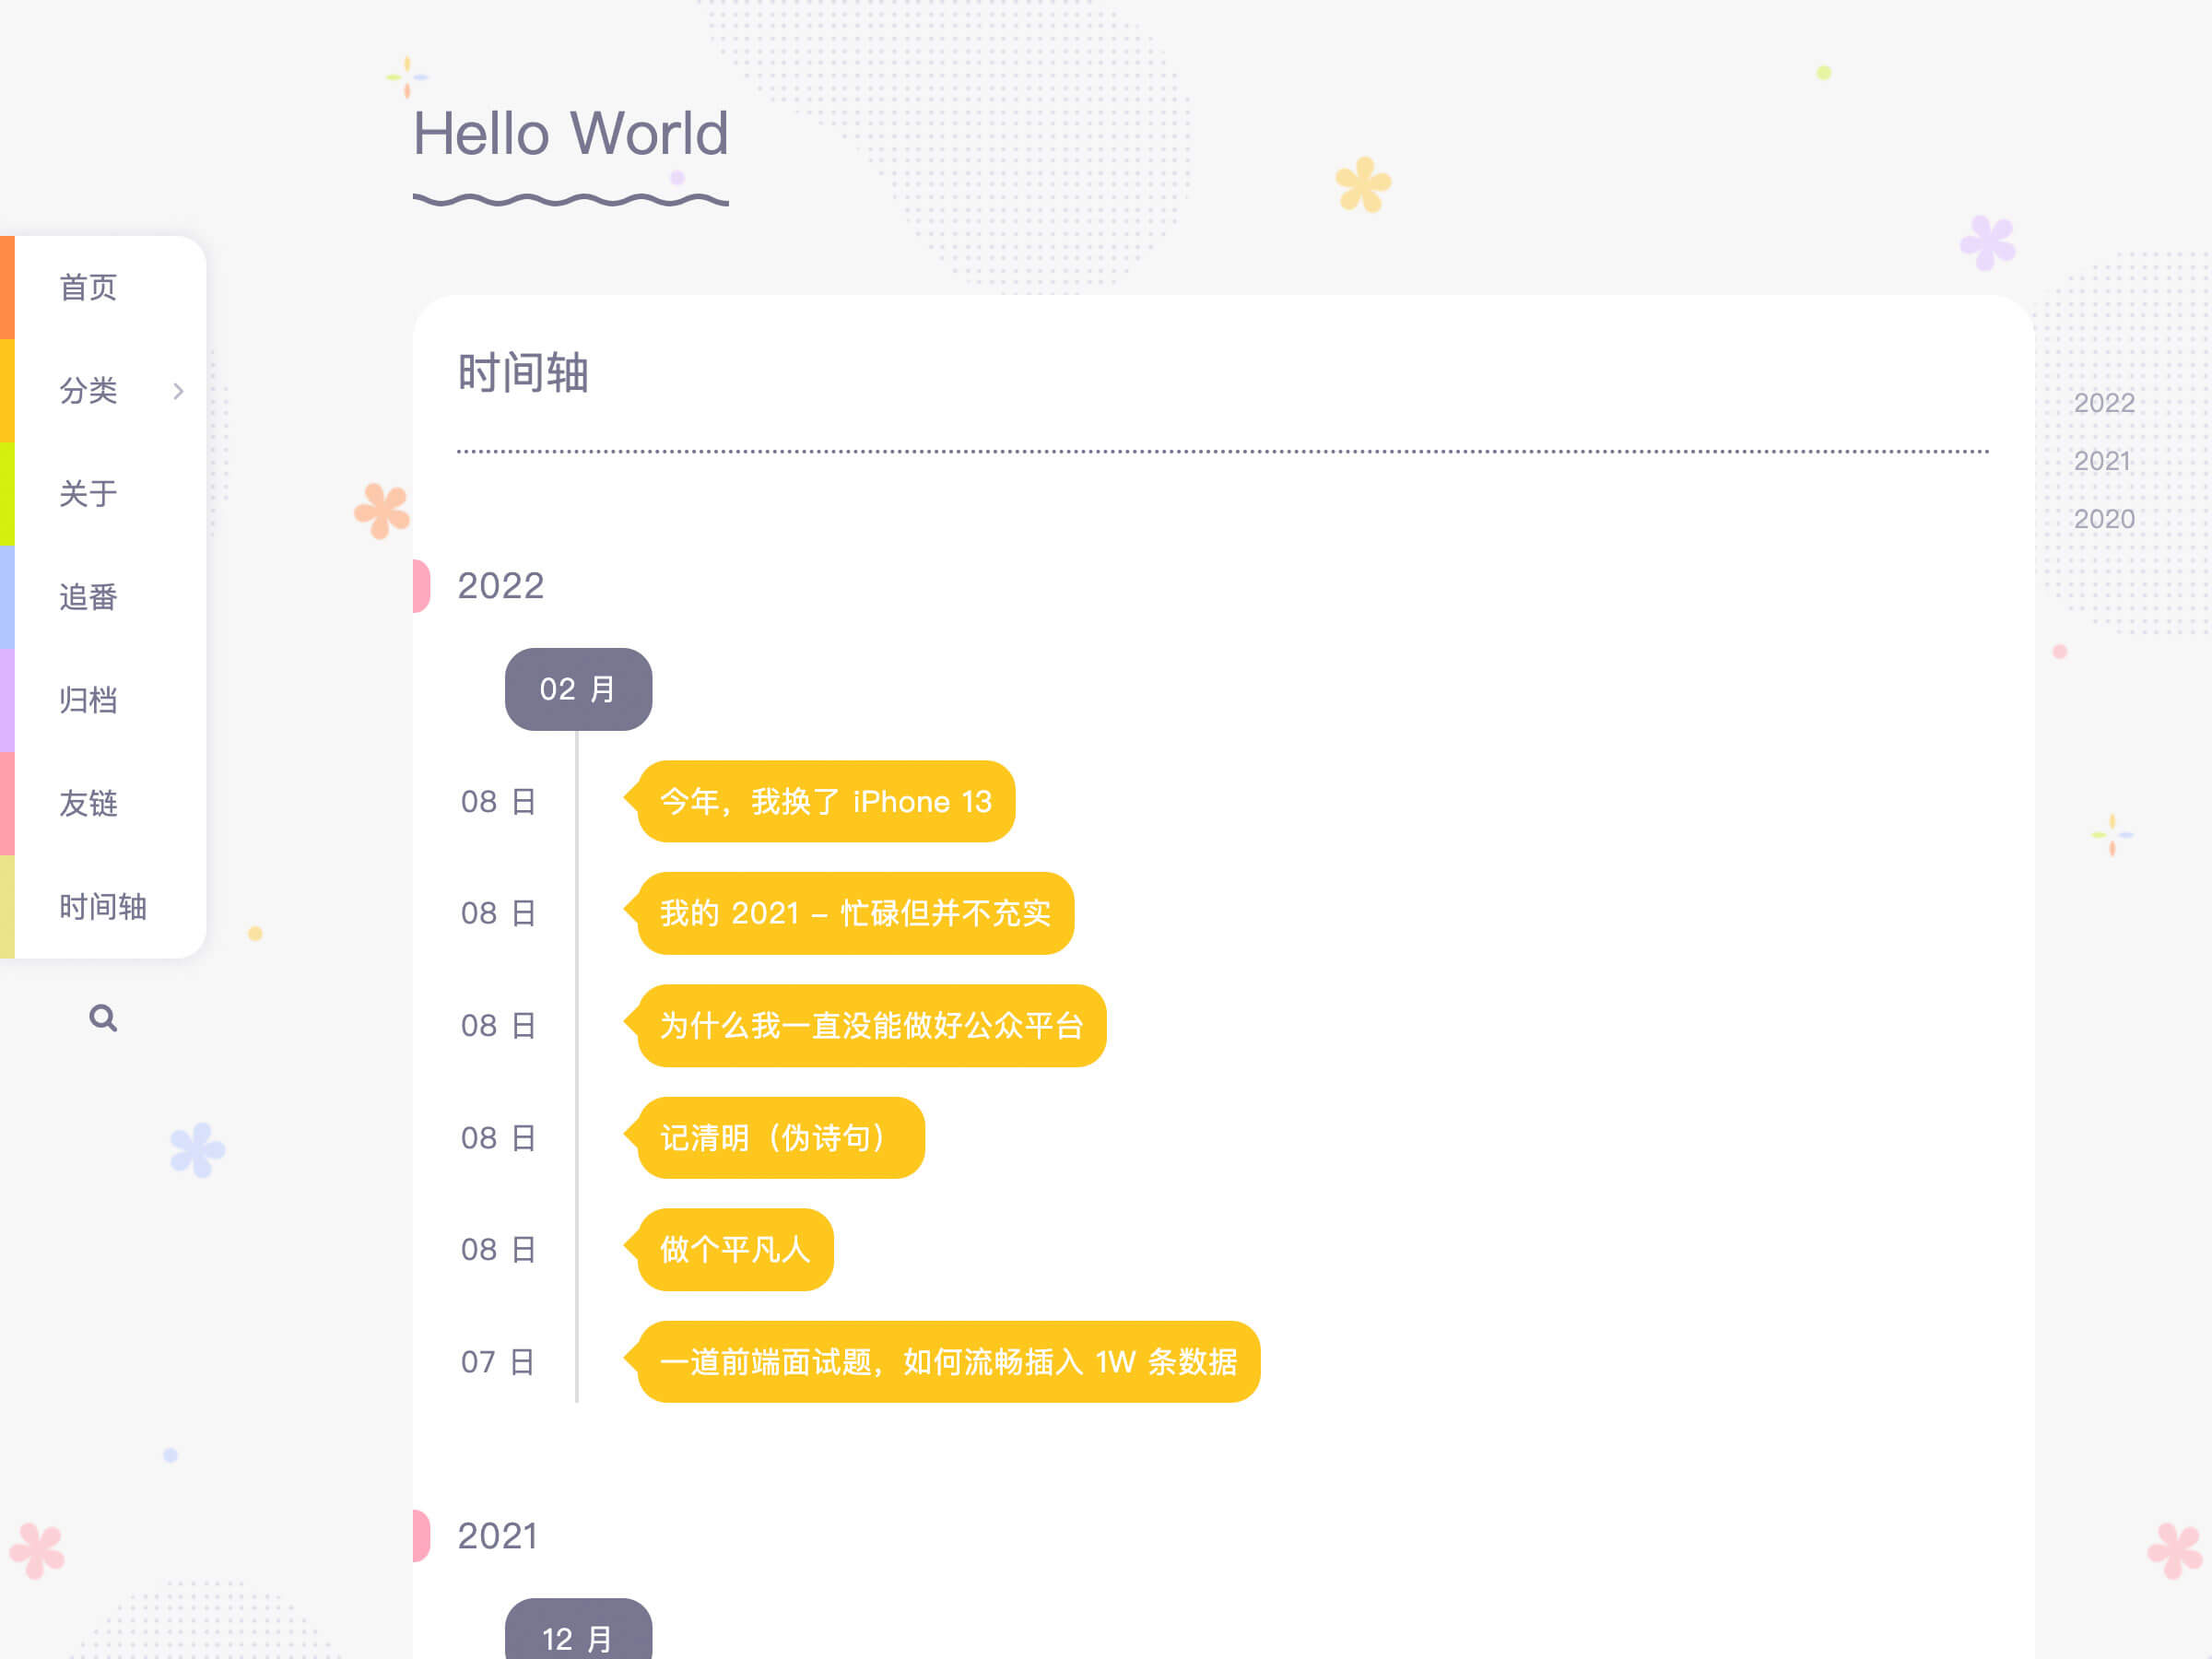 Hello World
首页
分类
关于
追番
归档
友链
时间轴
时间轴
2022
02 月
08 日 今年，我换了 iPhone 13
08 日 我的 2021 – 忙碌但并不充实
08 日 为什么我一直没能做好公众平台
08 日 记清明（伪诗句）
08 日 做个平凡人
07 日 一道前端面试题，如何流畅插入 1W 条数据
2021
12 月
2022
2021
2020